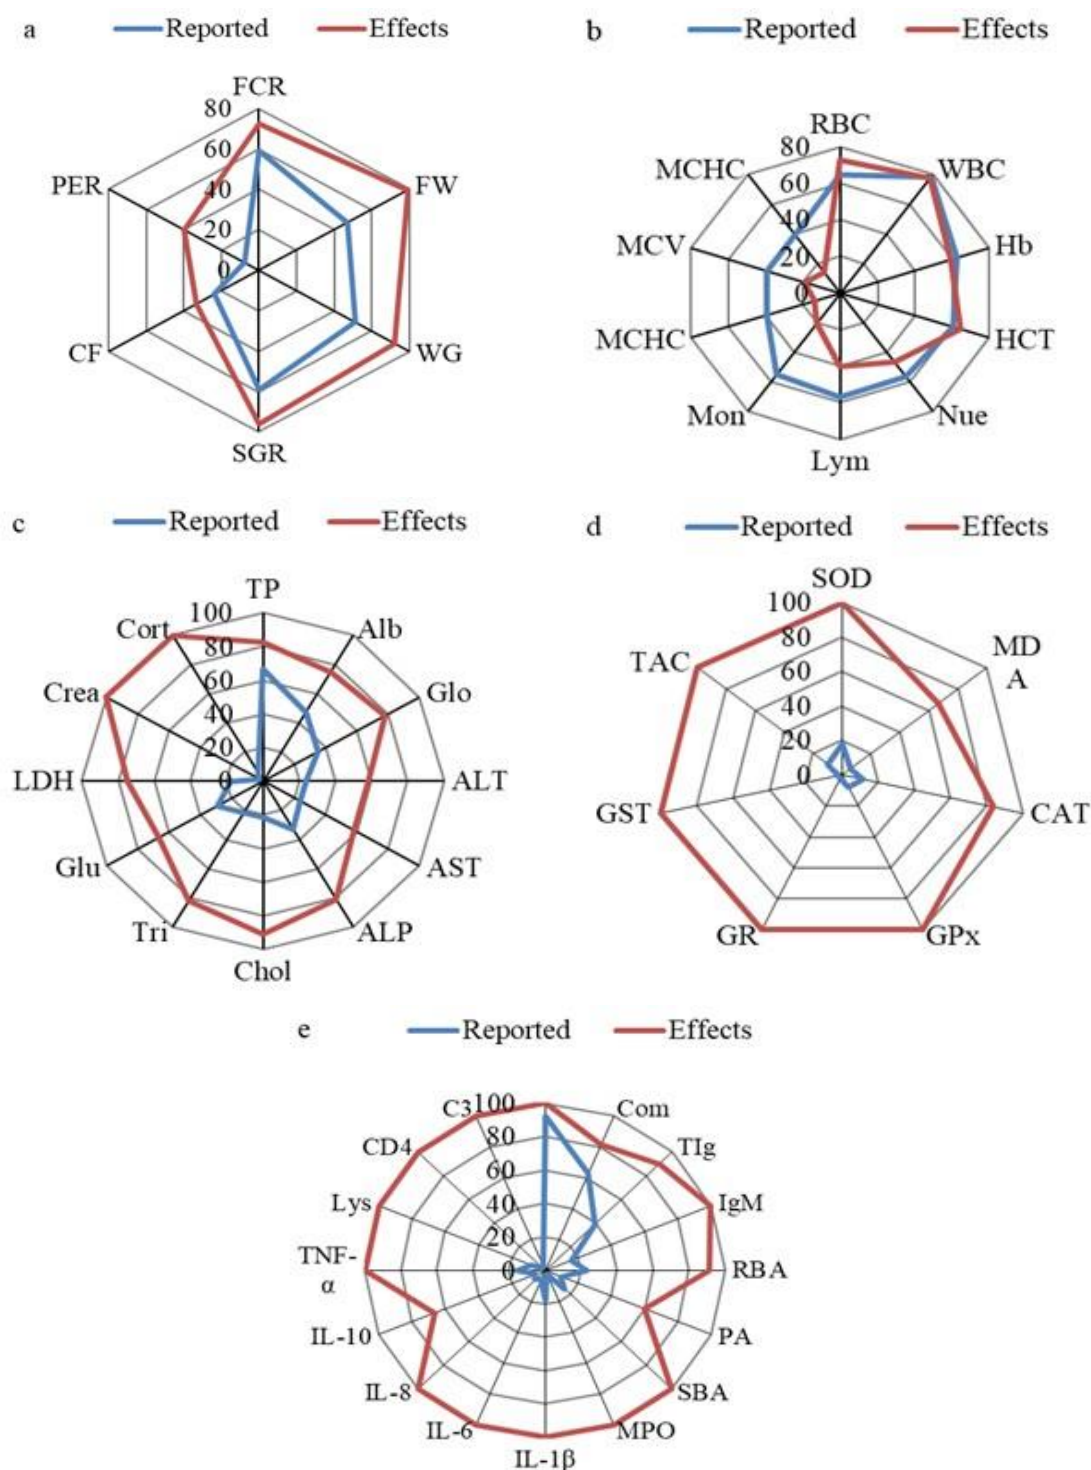 a
Reported
Effects
FCR
80
60
40
20
0
FW
WG
SGR
CF
PER
b
Reported
Effects
RBC
80
60
40
20
0
WBC
Hb
HCT
Nue
Lym
Mon
MCHC
MCV
MCHC
c
Reported
Effects
TP
100
80
60
40
20
0
Alb
Glo
ALT
AST
ALP
Chol
Tri
Glu
LDH
Crea
Cort
d
Reported
Effects
SOD
100
80
60
40
20
0
MD
A
CAT
GPx
GR
GST
TAC
e
Reported
Effects
100
80
60
40
20
0
Com
TIg
IgM
RBA
PA
SBA
MPO
IL-1β
IL-6
IL-8
IL-10
TNF-
α
Lys
CD4
C3